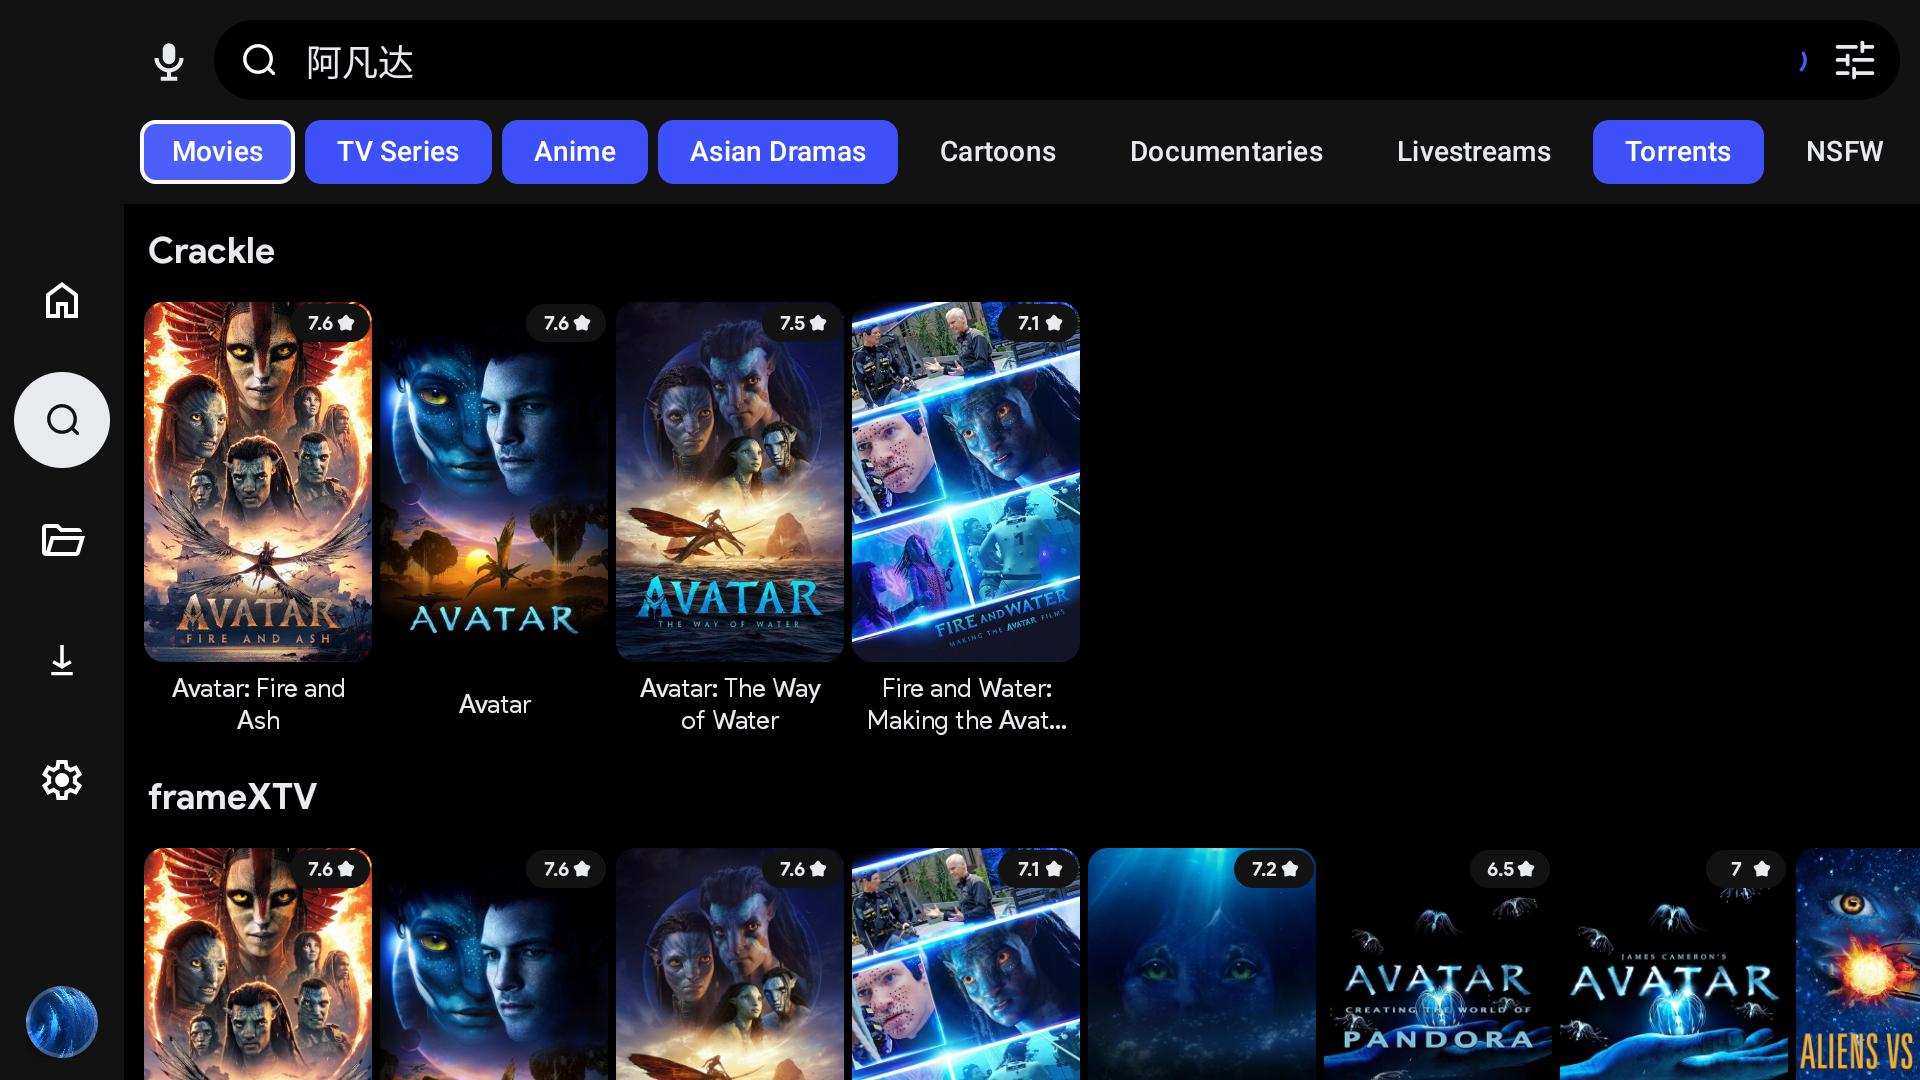 阿凡达
Movies
TV Series
Anime
Asian Dramas
Cartoons
Documentaries
Livestreams
Torrents
NSFW
Crackle
7.6
7.6
7.5
7.1
AVATAR
FIRE AND ASH
AVATAR
AVATAR
THE WAY OF WATER
FIRE AND WATER
MAKING THE AVATAR FILMS
Avatar: Fire and
Ash
Avatar
Avatar: The Way
of Water
Fire and Water:
Making the Avat...
frameXTV
7.6
7.6
7.6
7.1
7.2
6.5
7
AVATAR
CREATING THE WORLD OF
PANDORA
JAMES CAMERON'S
AVATAR
ALIENS VS